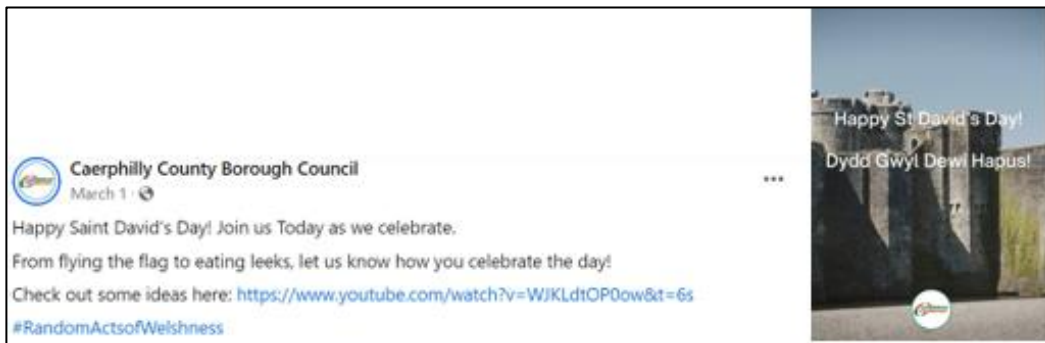 Caerphilly County Borough Council
March 1
Happy Saint David's Day! Join us Today as we celebrate.
From flying the flag to eating leeks, let us know how you celebrate the day!
Check out some ideas here: https://www.youtube.com/watch?v=WJKLdtOP0ow&t=6s
#RandomActsofWelshness
Happy St David's Day!
Dydd Gwyl Dewi Hapus!